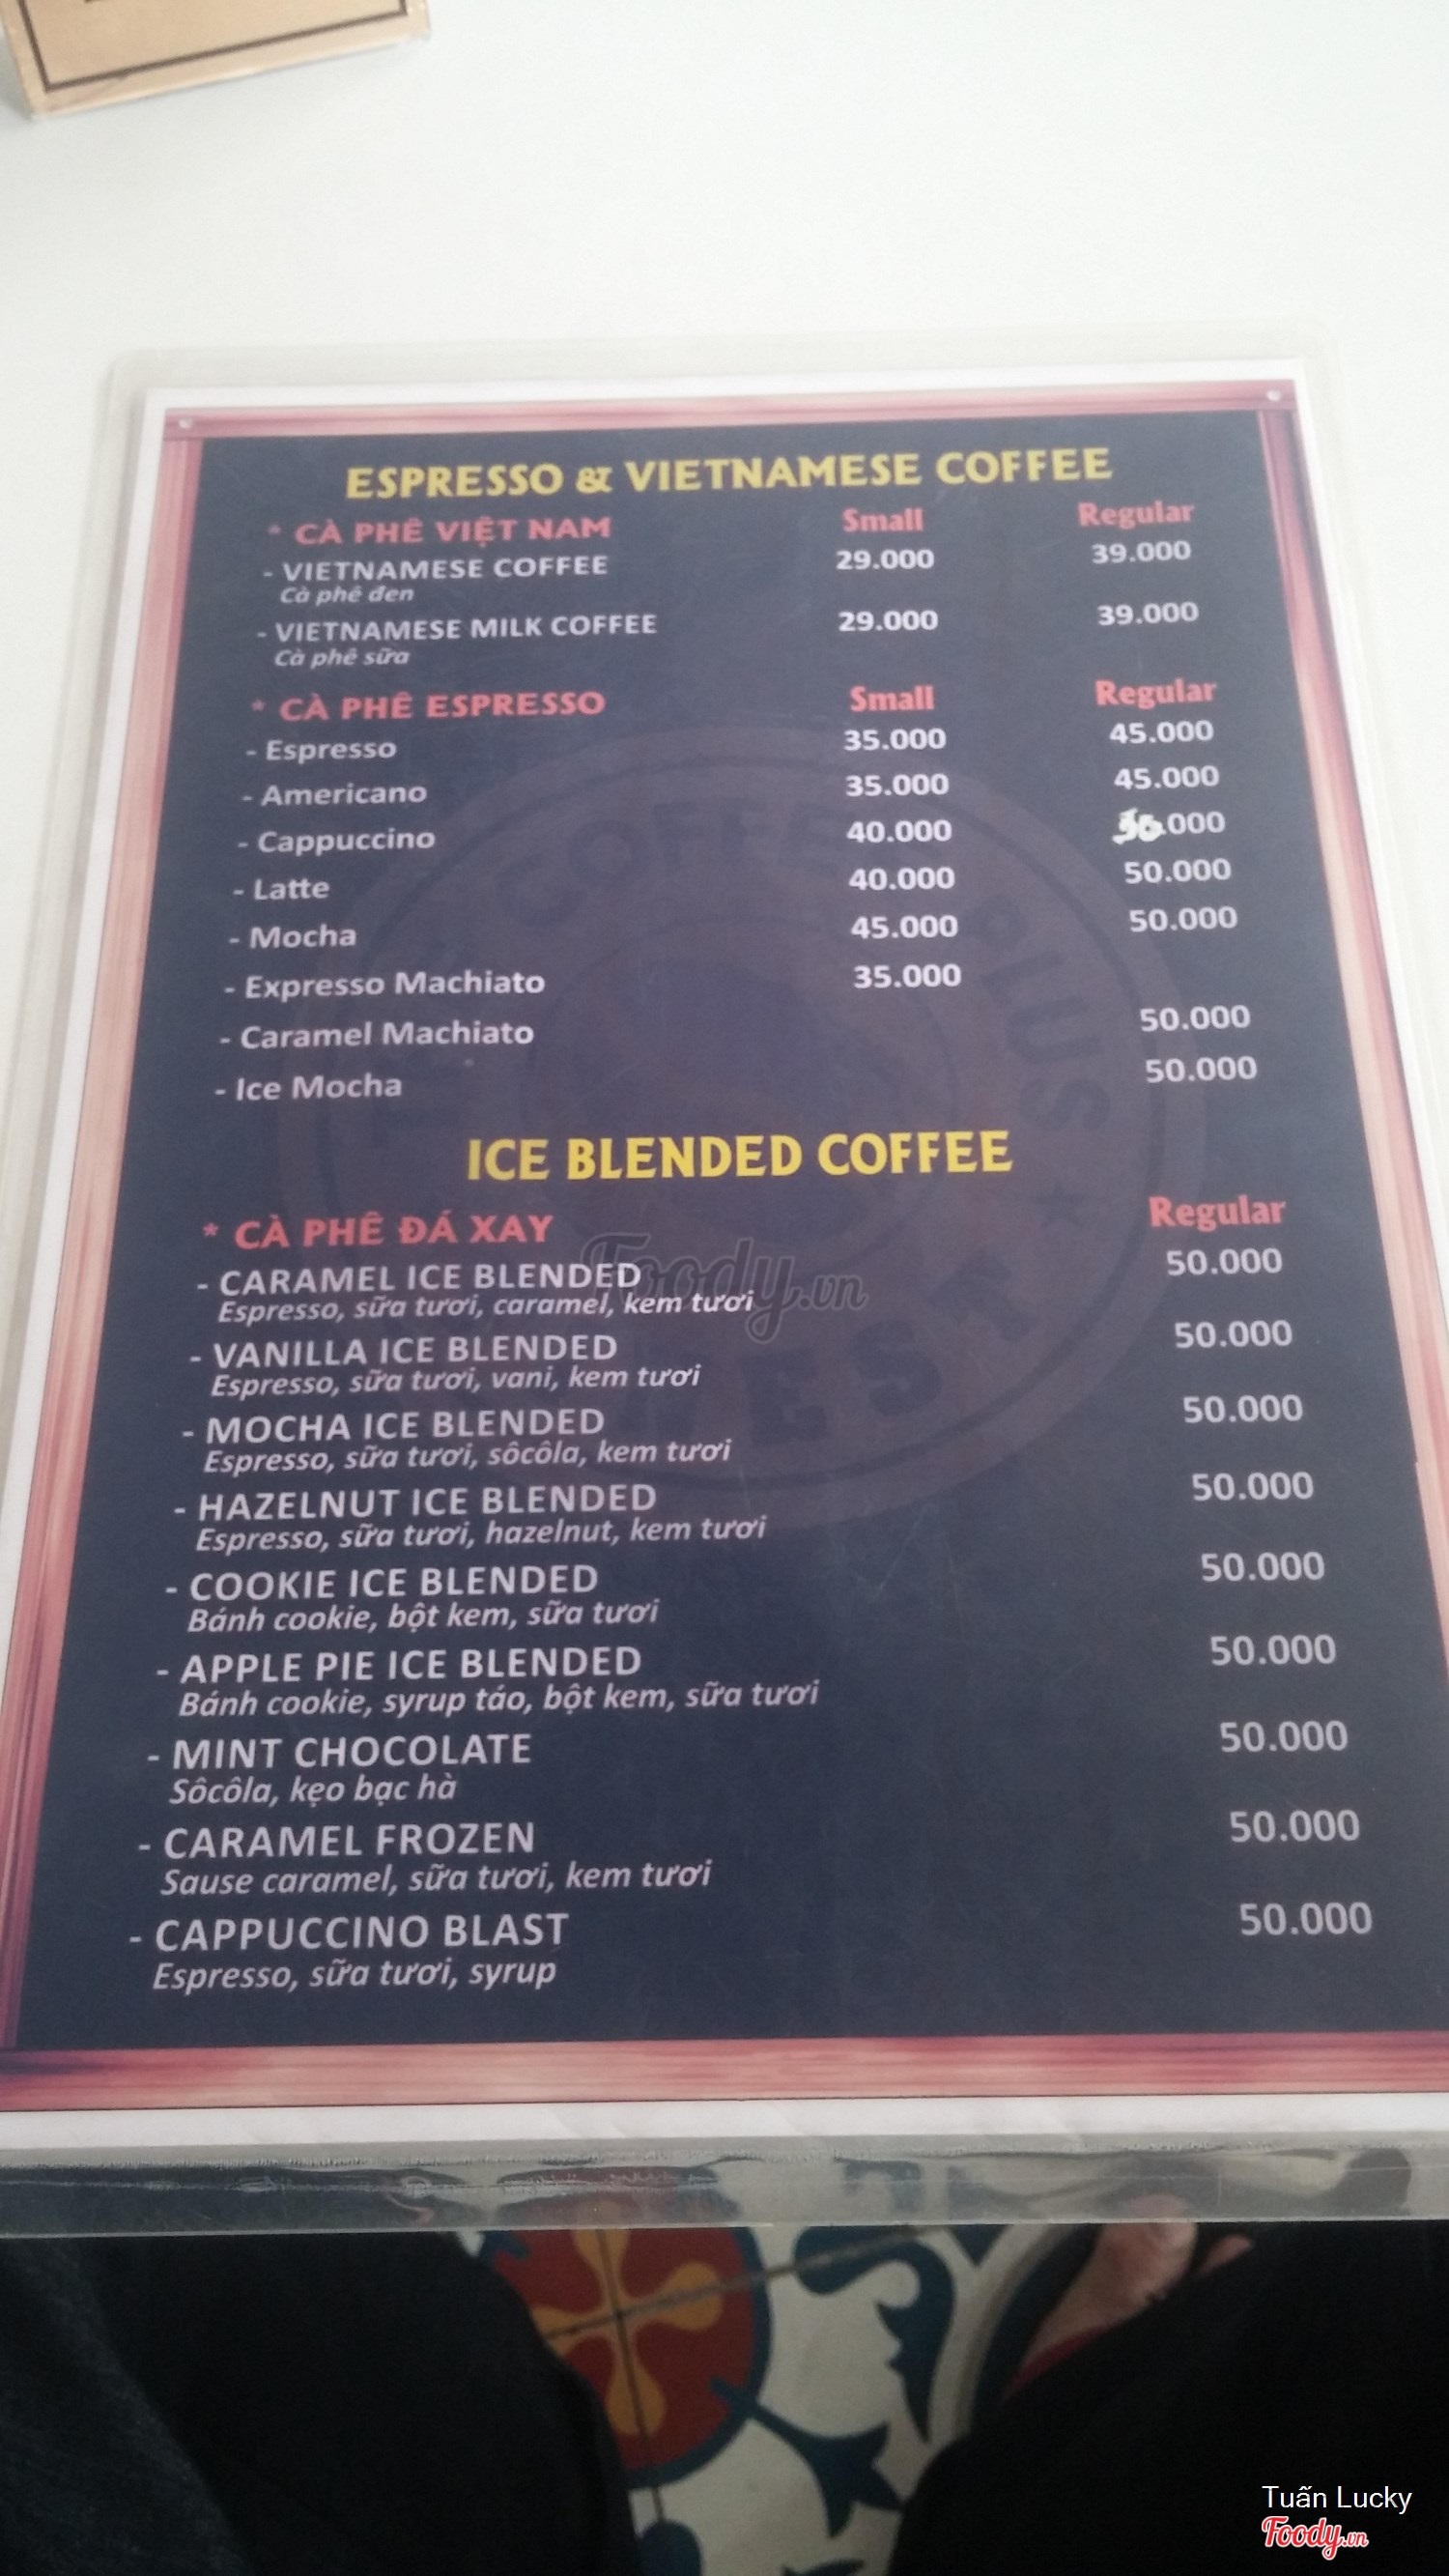 ESPRESSO & VIETNAMESE COFFEE
* CÀ PHÊ VIỆT NAM Small Regular
- VIETNAMESE COFFEE 29.000 39.000
Cà phê đen
- VIETNAMESE MILK COFFEE 29.000 39.000
Cà phê sữa
* CÀ PHÊ ESPRESSO Small Regular
- Espresso 35.000 45.000
- Americano 35.000 45.000
- Cappuccino 40.000 50.000
- Latte 40.000 50.000
- Mocha 45.000 50.000
- Expresso Machiato 35.000
- Caramel Machiato 50.000
- Ice Mocha 50.000
THE COFFEE PLUS
ICE BLENDED COFFEE
* CÀ PHÊ ĐÁ XAY Regular
- CARAMEL ICE BLENDED 50.000
Espresso, sữa tươi, caramel, kem tươi
Foody.vn
- VANILLA ICE BLENDED 50.000
Espresso, sữa tươi, vani, kem tươi
- MOCHA ICE BLENDED 50.000
Espresso, sữa tươi, sôcôla, kem tươi
- HAZELNUT ICE BLENDED 50.000
Espresso, sữa tươi, hazelnut, kem tươi
- COOKIE ICE BLENDED 50.000
Bánh cookie, bột kem, sữa tươi
- APPLE PIE ICE BLENDED 50.000
Bánh cookie, syrup táo, bột kem, sữa tươi
- MINT CHOCOLATE 50.000
Sôcôla, kẹo bạc hà
- CARAMEL FROZEN 50.000
Sause caramel, sữa tươi, kem tươi
- CAPPUCCINO BLAST 50.000
Espresso, sữa tươi, syrup
Tuấn Lucky
Foody.vn